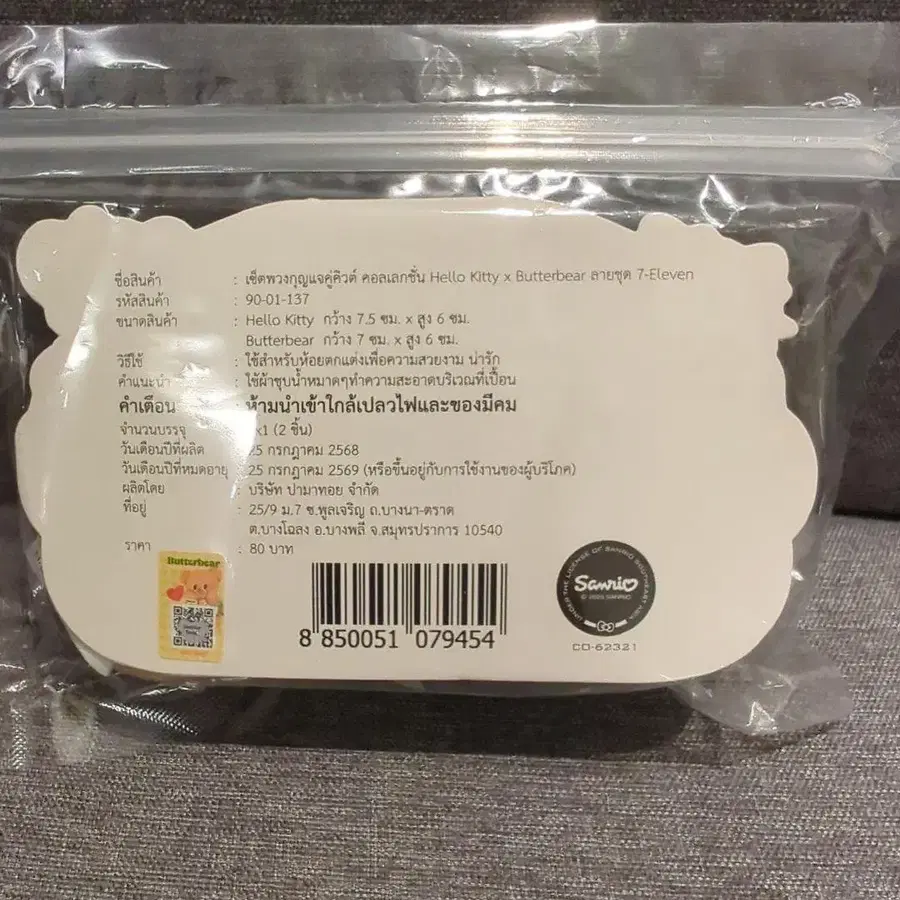 ชื่อสินค้า : เซ็ตพวงกุญแจคู่คิวต์ คอลเลกชั่น Hello Kitty x Butterbear ลายชุด 7-Eleven
รหัสสินค้า : 90-01-137
ขนาดสินค้า : Hello Kitty กว้าง 7.5 ซม. x สูง 6 ซม.
Butterbear กว้าง 7 ซม. x สูง 6 ซม.
วิธีใช้ : ใช้สำหรับห้อยตกแต่งเพื่อความสวยงาม น่ารัก
คำแนะนำ : ใช้ผ้าชุบน้ำหมาดๆทำความสะอาดบริเวณที่เปื้อน
คำเตือน : ห้ามนำเข้าใกล้เปลวไฟและของมีคม
จำนวนบรรจุ x1 (2 ชิ้น)
วันเดือนปีที่ผลิต 25 กรกฎาคม 2568
วันเดือนปีที่หมดอายุ : 25 กรกฎาคม 2569 (หรือขึ้นอยู่กับการใช้งานของผู้บริโภค)
ผลิตโดย : บริษัท ปามาทอย จำกัด
ที่อยู่ : 25/9 ม.7 ซ.พูลเจริญ ถ.บางนา-ตราด
ต.บางโฉลง อ.บางพลี จ.สมุทรปราการ 10540
ราคา : 80 บาท
Butterbear
8 850051 079454
UNDER THE LICENSE OF SANRIO SOUTHEAST ASIA
Sanrio
© 2025 SANRIO
CO-62321